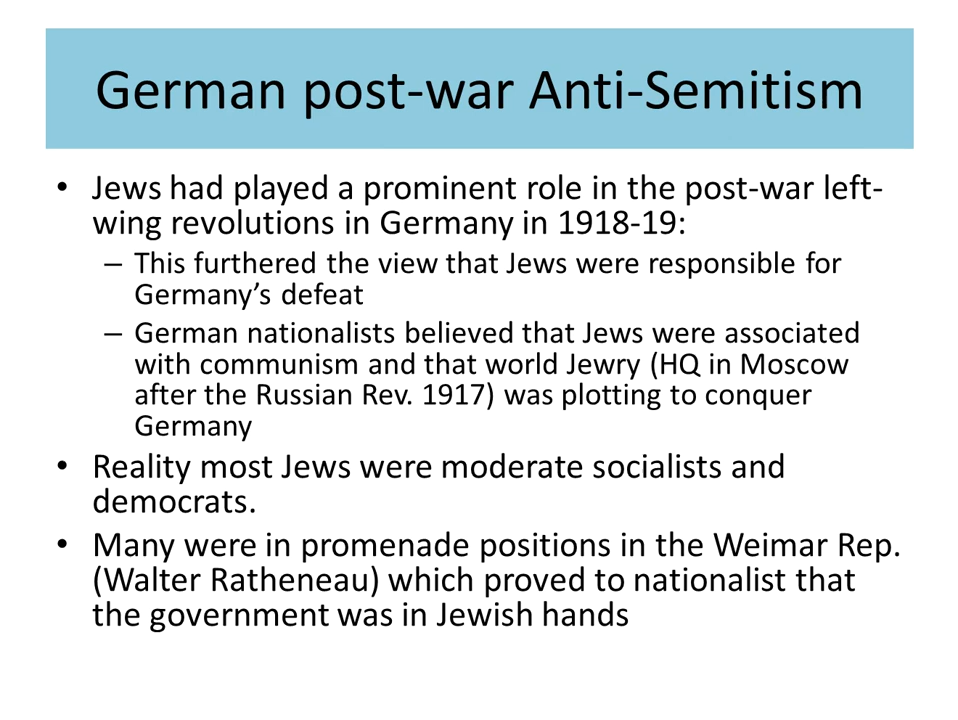 German post-war Anti-Semitism
• Jews had played a prominent role in the post-war left-
wing revolutions in Germany in 1918-19:
– This furthered the view that Jews were responsible for
Germany’s defeat
– German nationalists believed that Jews were associated
with communism and that world Jewry (HQ in Moscow
after the Russian Rev. 1917) was plotting to conquer
Germany
• Reality most Jews were moderate socialists and
democrats.
• Many were in promenade positions in the Weimar Rep.
(Walter Ratheneau) which proved to nationalist that
the government was in Jewish hands